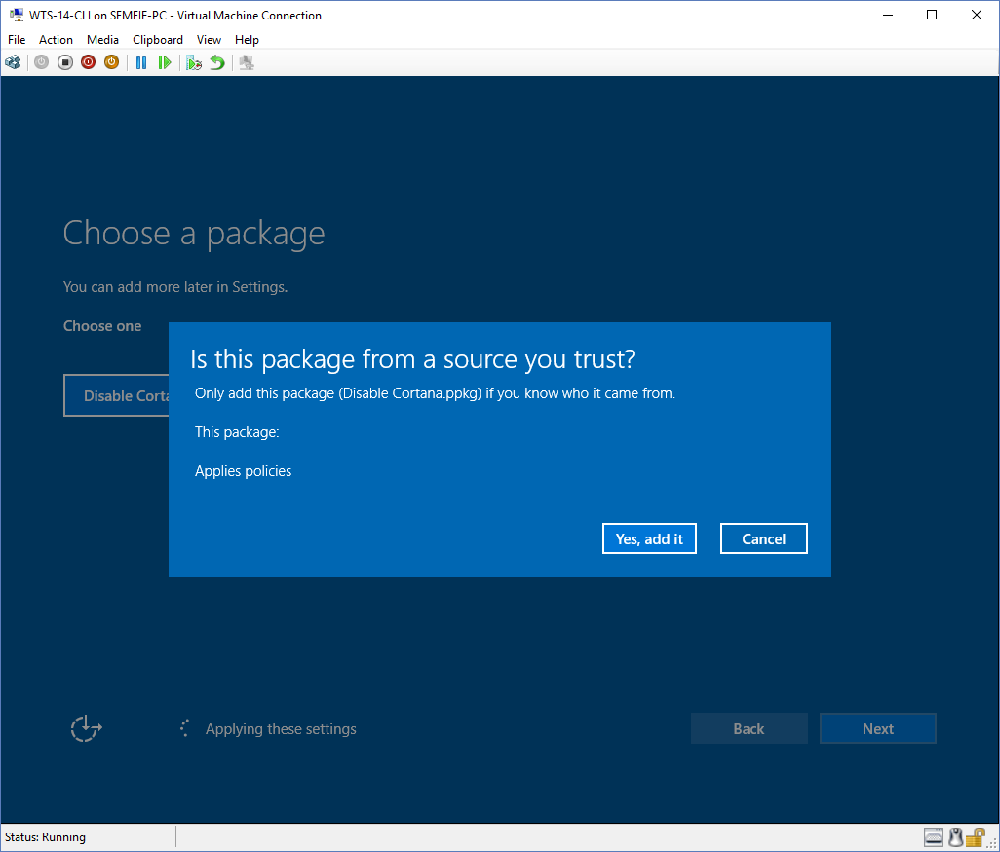 WTS-14-CLI on SEMEIF-PC - Virtual Machine Connection
File Action Media Clipboard View Help
Choose a package
You can add more later in Settings.
Choose one
Disable Corta
Is this package from a source you trust?
Only add this package (Disable Cortana.ppkg) if you know who it came from.
This package:
Applies policies
Yes, add it Cancel
Applying these settings Back Next
Status: Running